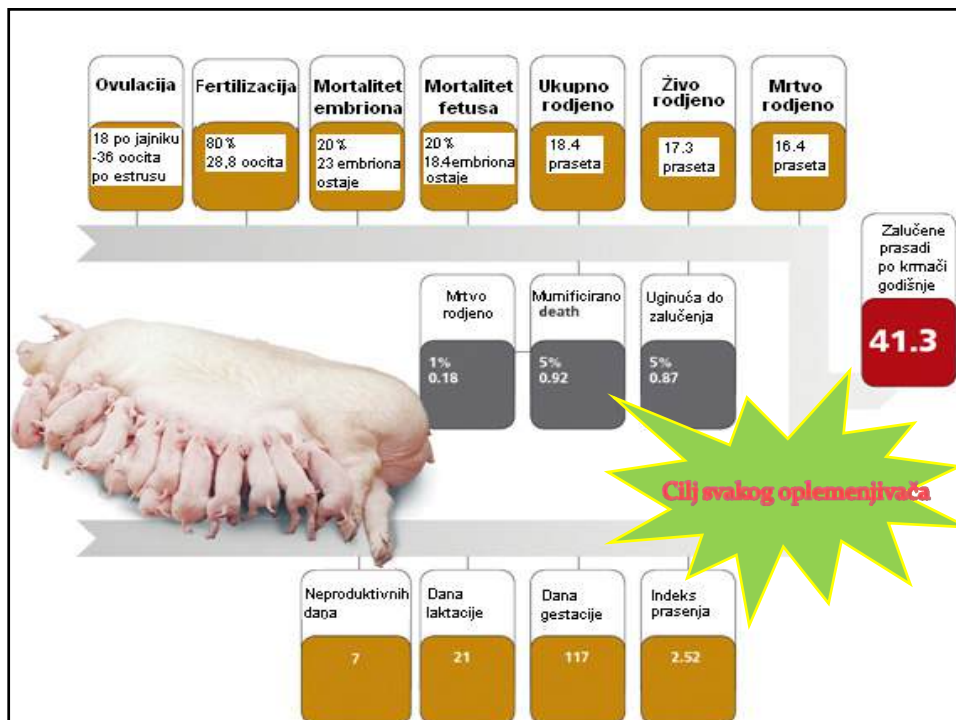 Ovulacija
18 po jajniku
-36 oocita
po estrusu
Fertilizacija
80%
28,8 oocita
Mortalitet
embriona
20%
23 embriona
ostaje
Mortalitet
fetusa
20%
18.4embriona
ostaje
Ukupno
rodjeno
18.4
praseta
Živo
rodjeno
17.3
praseta
Mrtvo
rodjeno
16.4
praseta
Zalučene
prasadi
po krmači
godišnje
41.3
Mrtvo
rodjeno
1%
0.18
Mumificirano
death
5%
0.92
Uginuća do
zalučenja
5%
0.87
Cilj svakog oplemenjivača
Neproduktivnih
dana
7
Dana
laktacije
21
Dana
gestacije
117
Indeks
prasenja
2.52